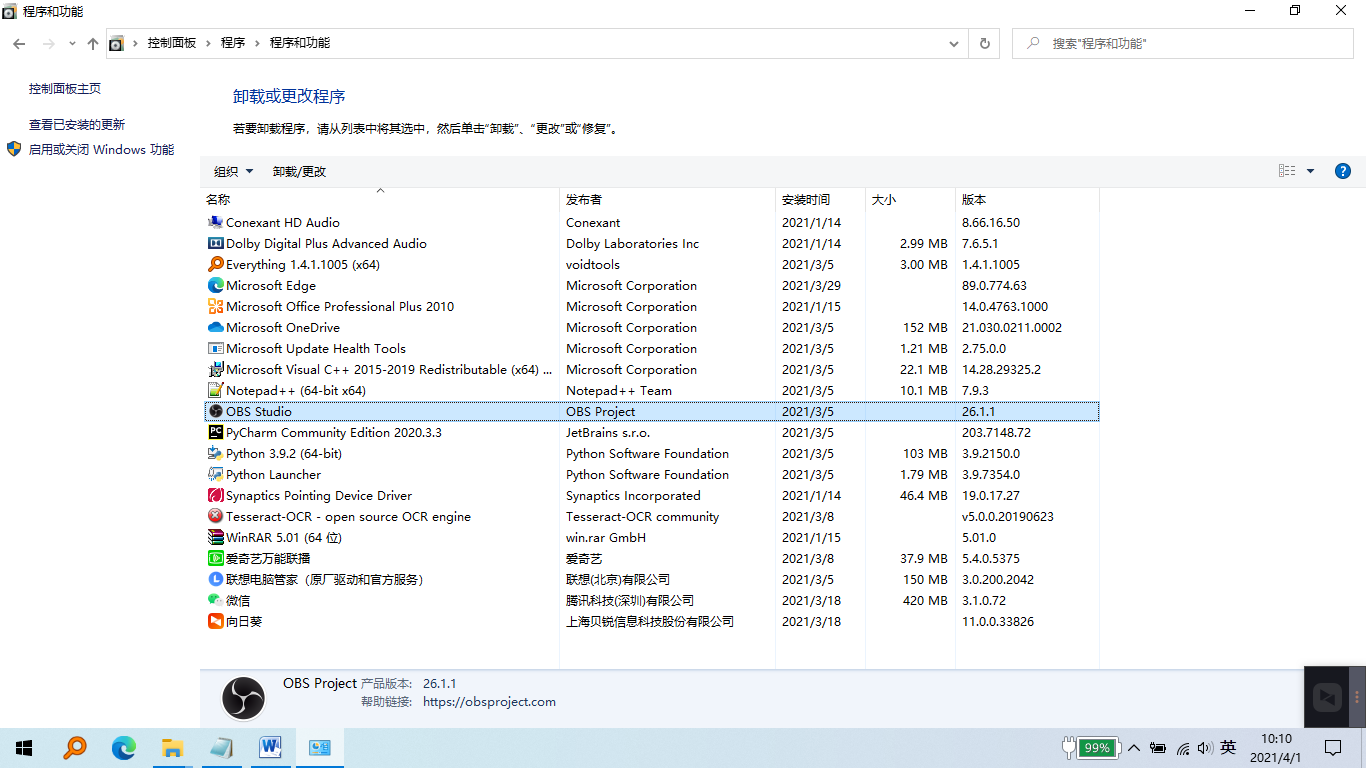 程序和功能
控制面板 › 程序 › 程序和功能
搜索"程序和功能"
控制面板主页
查看已安装的更新
启用或关闭 Windows 功能
卸载或更改程序
若要卸载程序，请从列表中将其选中，然后单击“卸载”、“更改”或“修复”。
组织 卸载/更改
名称 发布者 安装时间 大小 版本
Conexant HD Audio Conexant 2021/1/14 8.66.16.50
Dolby Digital Plus Advanced Audio Dolby Laboratories Inc 2021/1/14 2.99 MB 7.6.5.1
Everything 1.4.1.1005 (x64) voidtools 2021/3/5 3.00 MB 1.4.1.1005
Microsoft Edge Microsoft Corporation 2021/3/29 89.0.774.63
Microsoft Office Professional Plus 2010 Microsoft Corporation 2021/1/15 14.0.4763.1000
Microsoft OneDrive Microsoft Corporation 2021/3/5 152 MB 21.030.0211.0002
Microsoft Update Health Tools Microsoft Corporation 2021/3/5 1.21 MB 2.75.0.0
Microsoft Visual C++ 2015-2019 Redistributable (x64) ... Microsoft Corporation 2021/3/5 22.1 MB 14.28.29325.2
Notepad++ (64-bit x64) Notepad++ Team 2021/3/5 10.1 MB 7.9.3
OBS Studio OBS Project 2021/3/5 26.1.1
PC PyCharm Community Edition 2020.3.3 JetBrains s.r.o. 2021/3/5 203.7148.72
Python 3.9.2 (64-bit) Python Software Foundation 2021/3/5 103 MB 3.9.2150.0
Python Launcher Python Software Foundation 2021/3/5 1.79 MB 3.9.7354.0
Synaptics Pointing Device Driver Synaptics Incorporated 2021/1/14 46.4 MB 19.0.17.27
Tesseract-OCR - open source OCR engine Tesseract-OCR community 2021/3/8 v5.0.0.20190623
WinRAR 5.01 (64 位) win.rar GmbH 2021/1/15 5.01.0
爱奇艺万能联播 爱奇艺 2021/3/8 37.9 MB 5.4.0.5375
联想电脑管家（原厂驱动和官方服务） 联想(北京)有限公司 2021/3/5 150 MB 3.0.200.2042
微信 腾讯科技(深圳)有限公司 2021/3/18 420 MB 3.1.0.72
向日葵 上海贝锐信息科技股份有限公司 2021/3/18 11.0.0.33826
OBS Project 产品版本: 26.1.1
帮助链接: https://obsproject.com
99% 英 10:10
2021/4/1